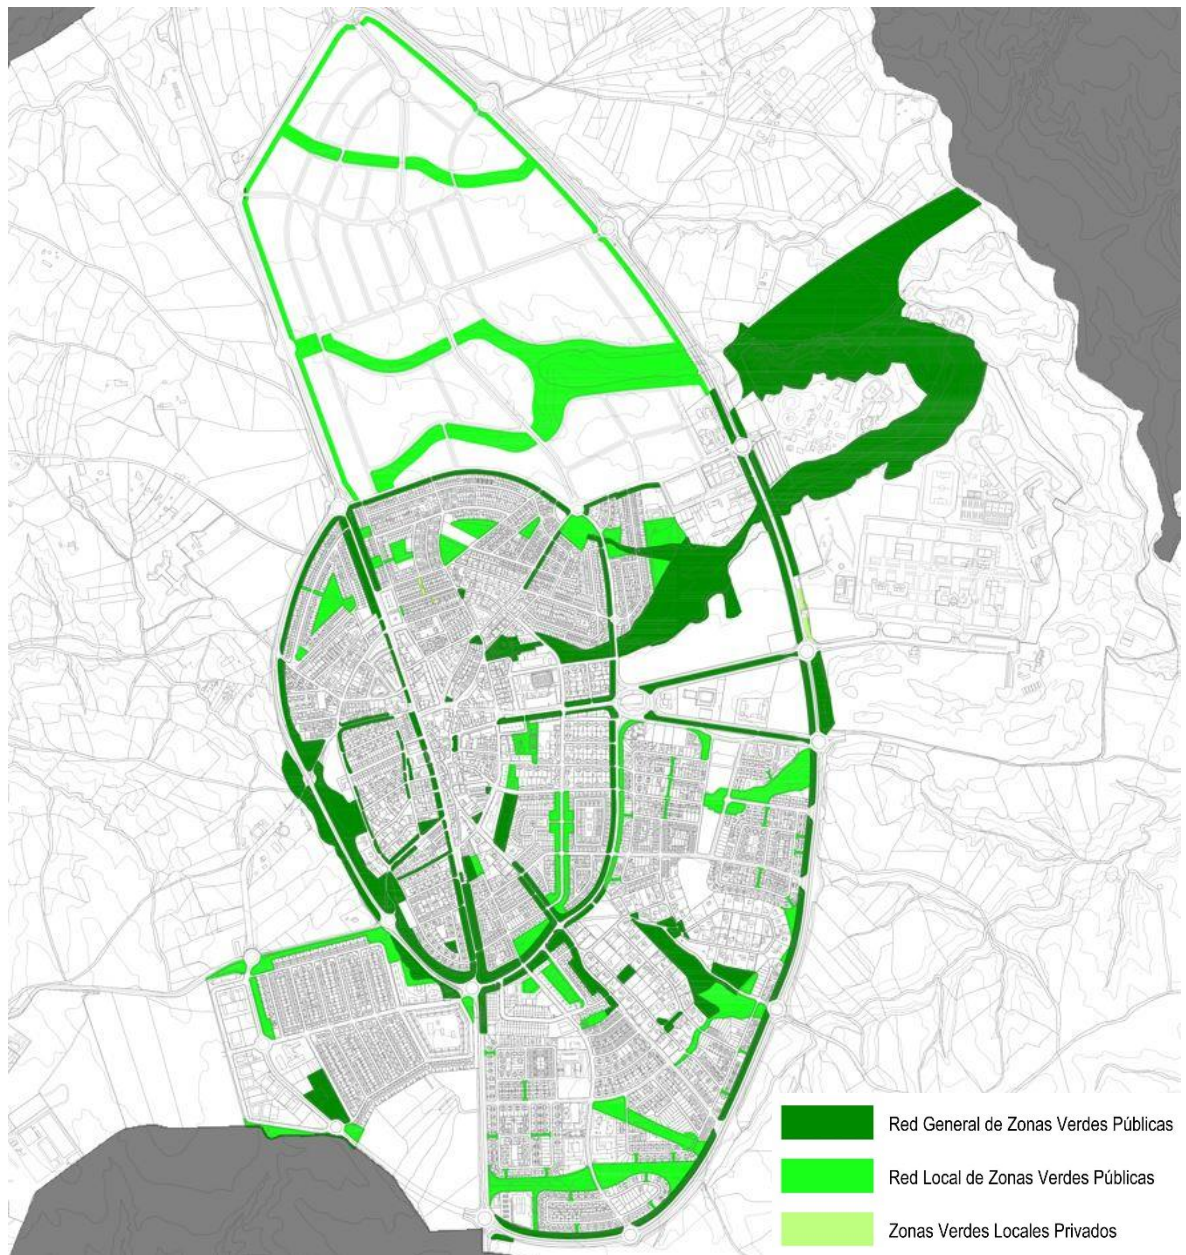 Red General de Zonas Verdes Públicas
Red Local de Zonas Verdes Públicas
Zonas Verdes Locales Privados